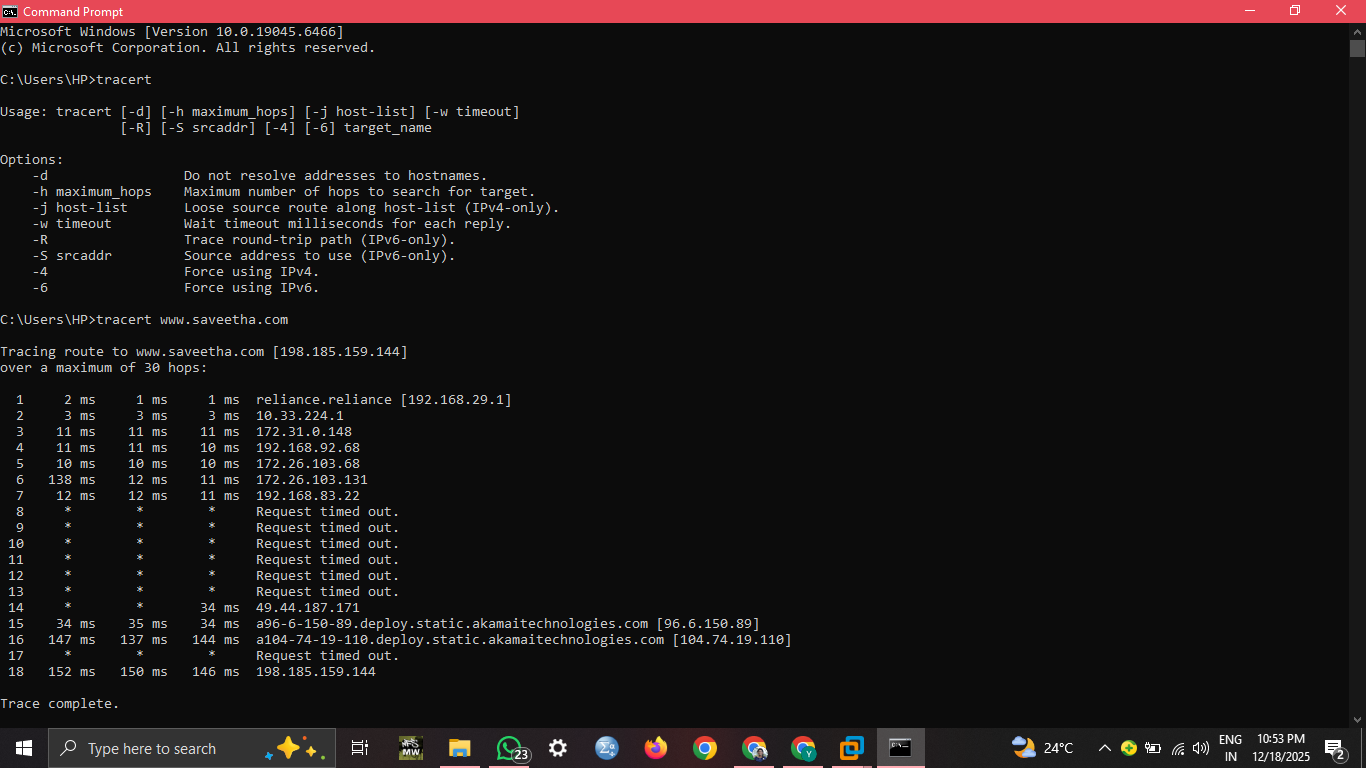 Command Prompt
Microsoft Windows [Version 10.0.19045.6466]
(c) Microsoft Corporation. All rights reserved.
C:\Users\HP>tracert
Usage: tracert [-d] [-h maximum_hops] [-j host-list] [-w timeout]
               [-R] [-S srcaddr] [-4] [-6] target_name
Options:
    -d                 Do not resolve addresses to hostnames.
    -h maximum_hops    Maximum number of hops to search for target.
    -j host-list       Loose source route along host-list (IPv4-only).
    -w timeout         Wait timeout milliseconds for each reply.
    -R                 Trace round-trip path (IPv6-only).
    -S srcaddr         Source address to use (IPv6-only).
    -4                 Force using IPv4.
    -6                 Force using IPv6.
C:\Users\HP>tracert www.saveetha.com
Tracing route to www.saveetha.com [198.185.159.144]
over a maximum of 30 hops:
  1     2 ms     1 ms     1 ms  reliance.reliance [192.168.29.1]
  2     3 ms     3 ms     3 ms  10.33.224.1
  3    11 ms    11 ms    11 ms  172.31.0.148
  4    11 ms    11 ms    10 ms  192.168.92.68
  5    10 ms    10 ms    10 ms  172.26.103.68
  6   138 ms    12 ms    11 ms  172.26.103.131
  7    12 ms    12 ms    11 ms  192.168.83.22
  8     *        *        *     Request timed out.
  9     *        *        *     Request timed out.
 10     *        *        *     Request timed out.
 11     *        *        *     Request timed out.
 12     *        *        *     Request timed out.
 13     *        *        *     Request timed out.
 14     *        *       34 ms  49.44.187.171
 15    34 ms    35 ms    34 ms  a96-6-150-89.deploy.static.akamaitechnologies.com [96.6.150.89]
 16   147 ms   137 ms   144 ms  a104-74-19-110.deploy.static.akamaitechnologies.com [104.74.19.110]
 17     *        *        *     Request timed out.
 18   152 ms   150 ms   146 ms  198.185.159.144
Trace complete.
Type here to search
MW
23
Y
24°C
ENG
IN
10:53 PM
12/18/2025
2